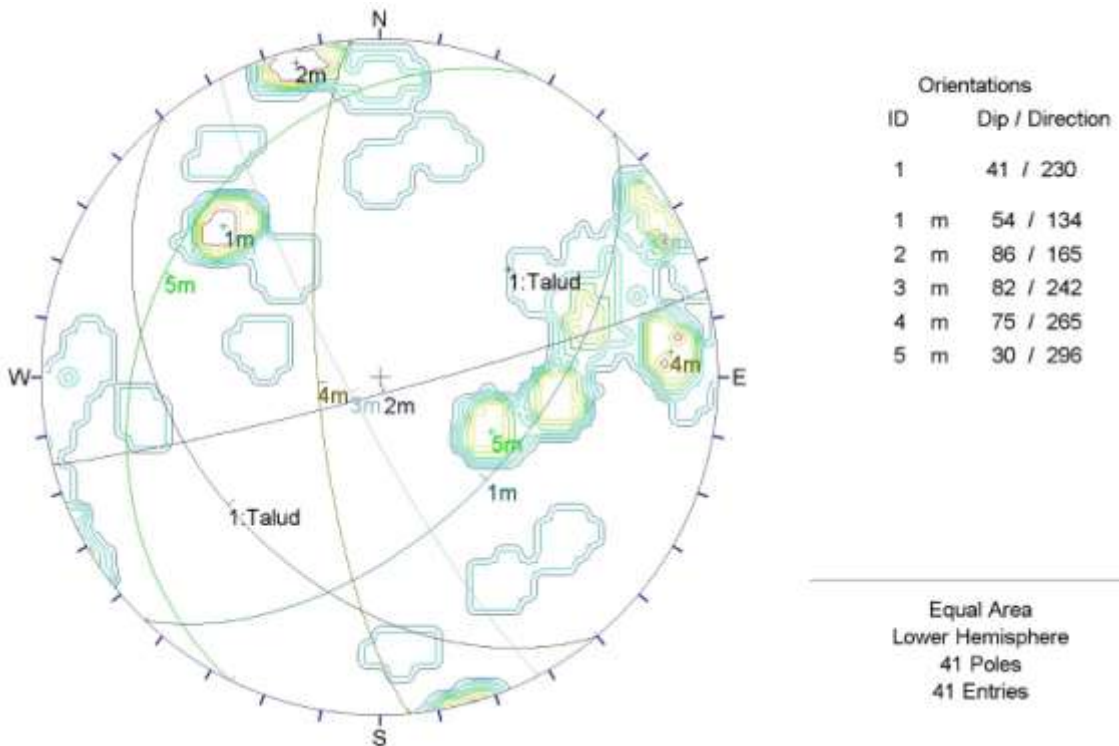 N
2m
1m
5m
1:Talud
3m
4m
W
E
4m
3m
2m
5m
1m
1:Talud
S
Orientations
ID Dip / Direction
1 41 / 230
1 m 54 / 134
2 m 86 / 165
3 m 82 / 242
4 m 75 / 265
5 m 30 / 296
Equal Area
Lower Hemisphere
41 Poles
41 Entries